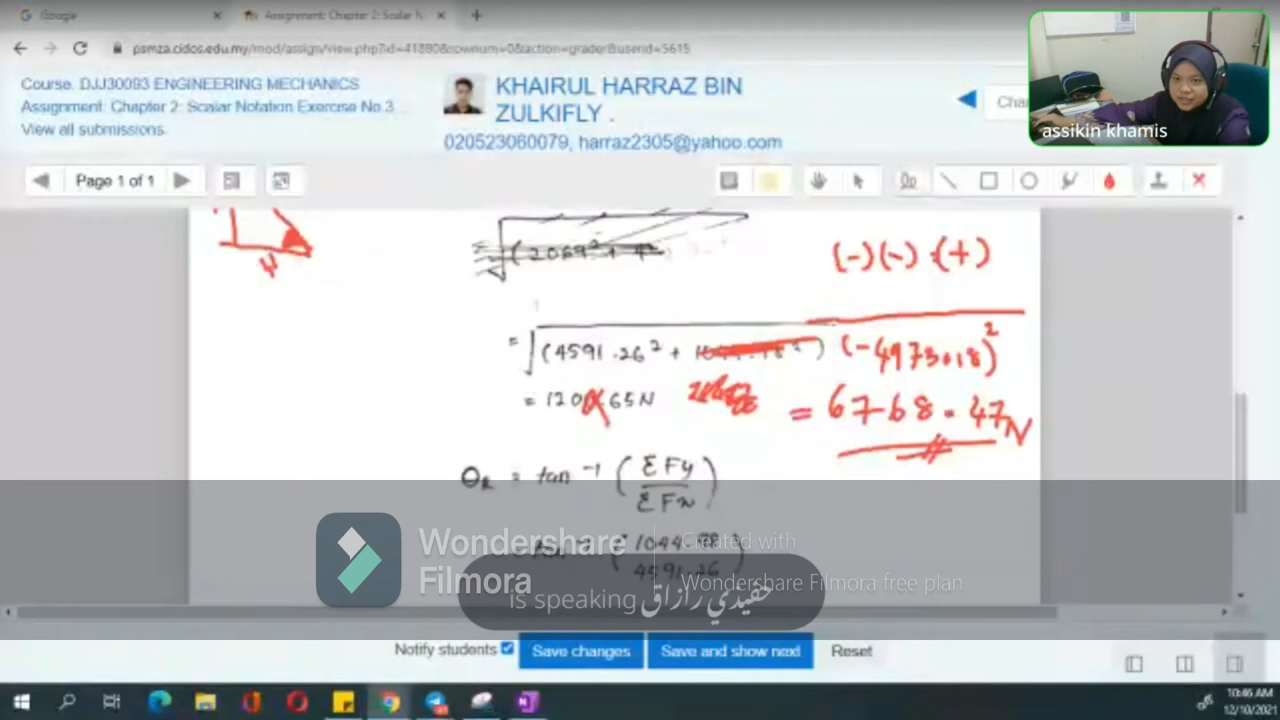 Google
Assignment: Chapter 2: Scalar N
psmza.cidos.edu.my/mod/assign/view.php?id=41880&rownum=0&action=grader&userid=5615
Course: DJJ30093 ENGINEERING MECHANICS
Assignment: Chapter 2: Scalar Notation Exercise No.3 ...
View all submissions
KHAIRUL HARRAZ BIN
ZULKIFLY .
020523060079, harraz2305@yahoo.com
assikin khamis
Page 1 of 1
4
(-)(-) = (+)
= √(4591.26² + (-4973.18)²
= 6768.47N
θR = tan⁻¹ (ΣFy/ΣFx)
4591.26
Wondershare
Filmora
Created with
Wondershare Filmora free plan
is speaking حفيدي رازاق
Notify students
Save changes
Save and show next
Reset
10:46 AM
12/10/2021